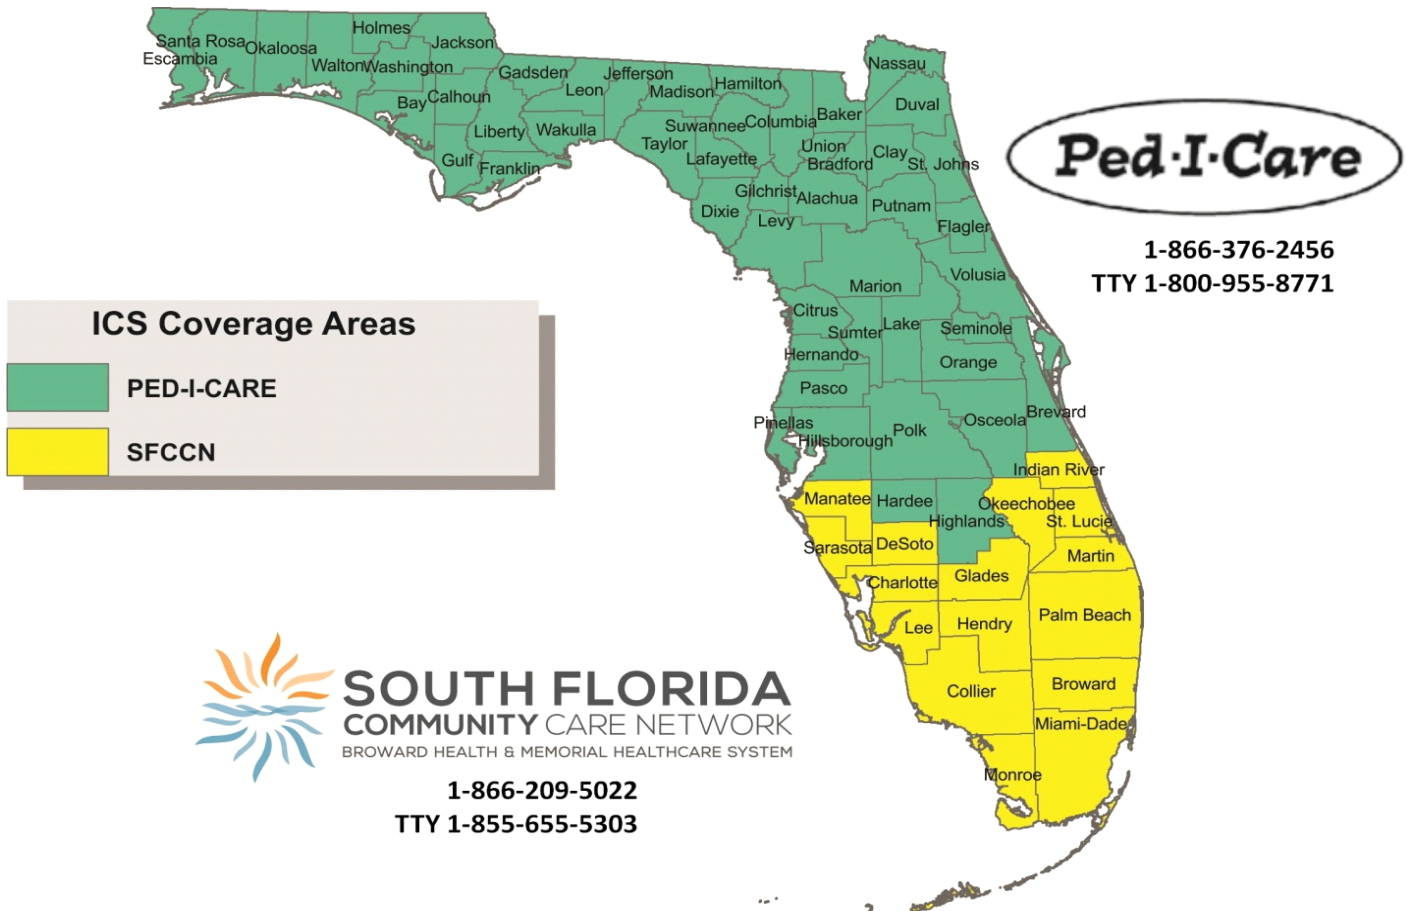 Holmes
Santa Rosa
Okaloosa
Jackson
Escambia
Walton
Washington
Gadsden
Jefferson
Nassau
Leon
Madison
Hamilton
Bay
Calhoun
Duval
Liberty
Wakulla
Suwannee
Columbia
Baker
Taylor
Union
Gulf
Franklin
Lafayette
Bradford
Clay
St. Johns
Gilchrist
Alachua
Dixie
Levy
Putnam
Flagler
Volusia
Marion
Citrus
Sumter
Lake
Seminole
Hernando
Orange
Pasco
Pinellas
Hillsborough
Polk
Osceola
Brevard
Indian River
Manatee
Hardee
Okeechobee
Highlands
St. Lucie
Sarasota
DeSoto
Martin
Charlotte
Glades
Palm Beach
Lee
Hendry
Collier
Broward
Miami-Dade
Monroe
Ped·I·Care
1-866-376-2456
TTY 1-800-955-8771
ICS Coverage Areas
PED-I-CARE
SFCCN
SOUTH FLORIDA
COMMUNITY CARE NETWORK
BROWARD HEALTH & MEMORIAL HEALTHCARE SYSTEM
1-866-209-5022
TTY 1-855-655-5303